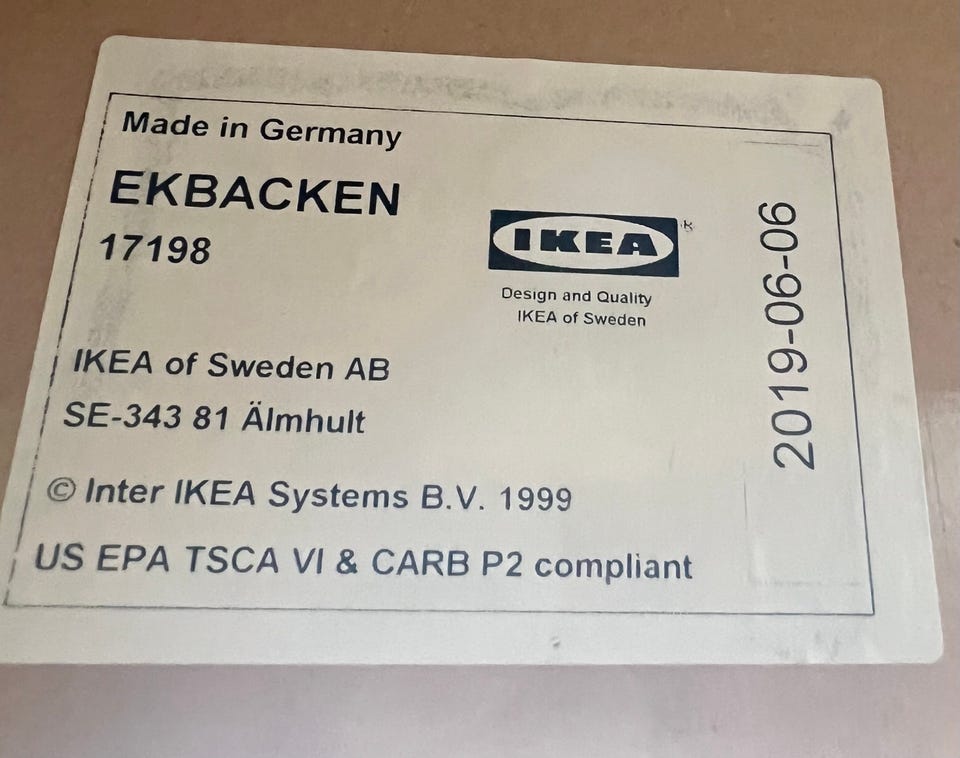 Made in Germany
EKBACKEN
17198
IKEA®
Design and Quality
IKEA of Sweden
2019-06-06
IKEA of Sweden AB
SE-343 81 Älmhult
© Inter IKEA Systems B.V. 1999
US EPA TSCA VI & CARB P2 compliant